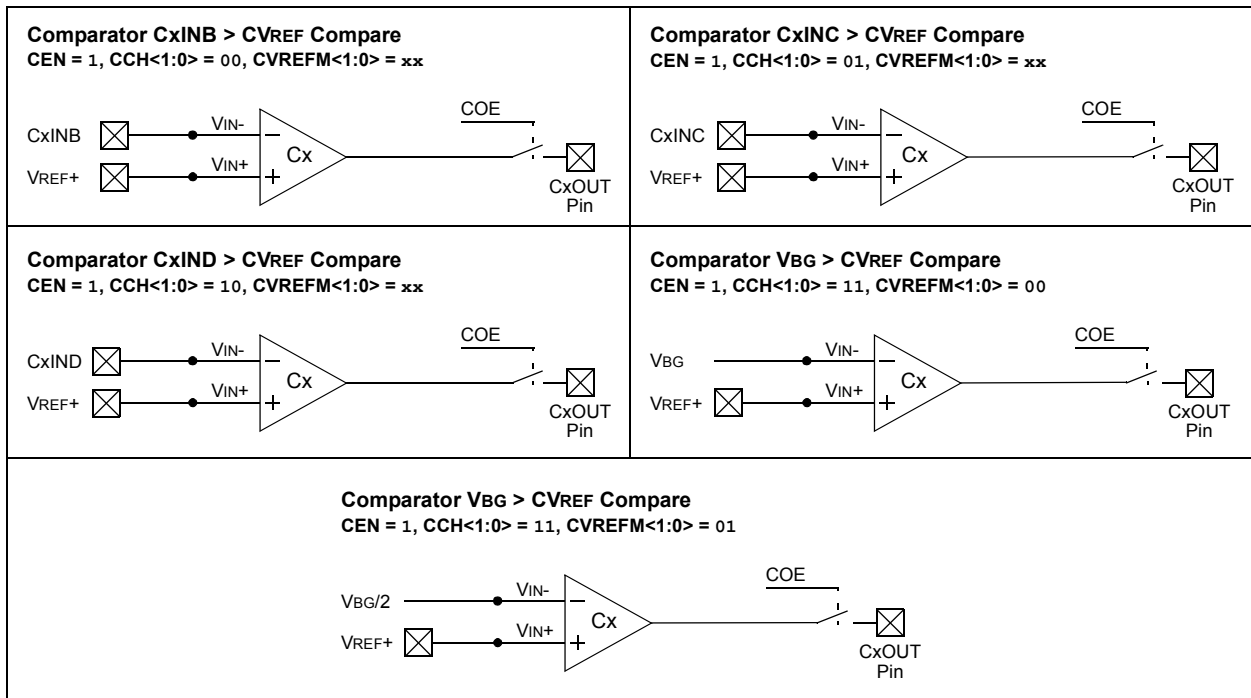 Comparator CxINB > CVREF Compare
CEN = 1, CCH<1:0> = 00, CVREFM<1:0> = xx
COE
CxINB
VIN-
VREF+
VIN+
Cx
CxOUT
Pin
Comparator CxINC > CVREF Compare
CEN = 1, CCH<1:0> = 01, CVREFM<1:0> = xx
COE
CxINC
VIN-
VREF+
VIN+
Cx
CxOUT
Pin
Comparator CxIND > CVREF Compare
CEN = 1, CCH<1:0> = 10, CVREFM<1:0> = xx
COE
CxIND
VIN-
VREF+
VIN+
Cx
CxOUT
Pin
Comparator VBG > CVREF Compare
CEN = 1, CCH<1:0> = 11, CVREFM<1:0> = 00
COE
VBG
VIN-
VREF+
VIN+
Cx
CxOUT
Pin
Comparator VBG > CVREF Compare
CEN = 1, CCH<1:0> = 11, CVREFM<1:0> = 01
COE
VBG/2
VIN-
VREF+
VIN+
Cx
CxOUT
Pin